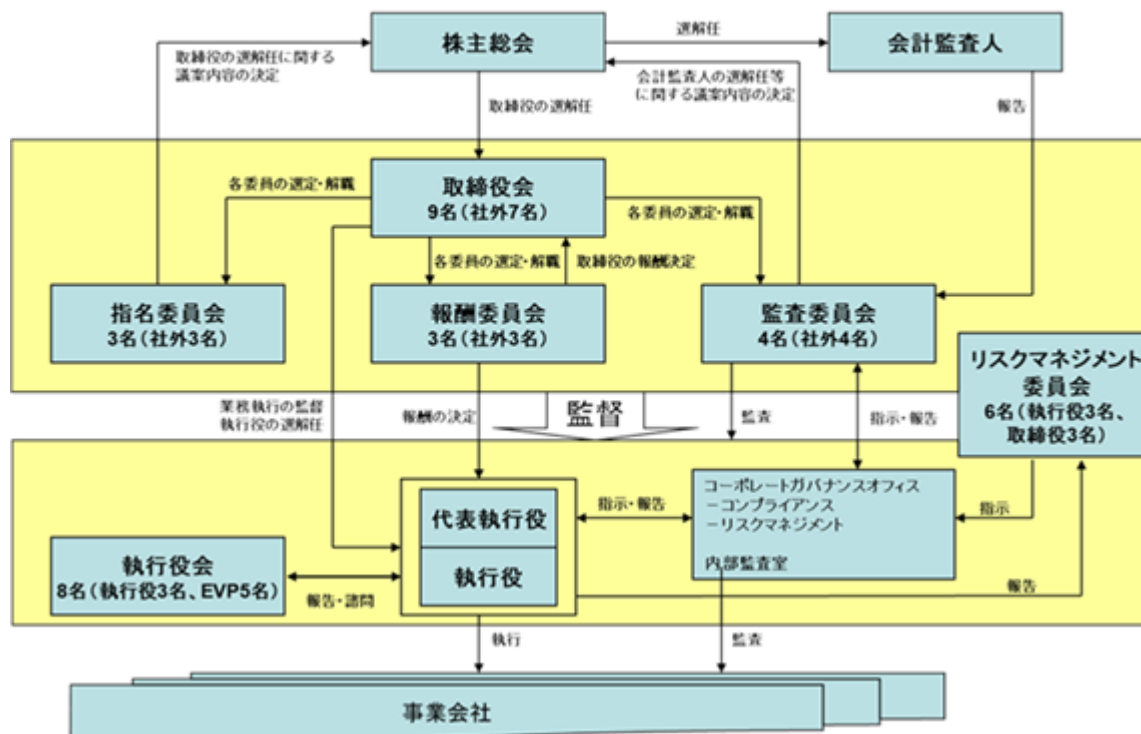 株主総会
選解任
会計監査人
取締役の選解任に関する
議案内容の決定
会計監査人の選解任等
に関する議案内容の決定
取締役の選解任
報告
取締役会
9名(社外7名)
各委員の選定・解職
各委員の選定・解職
各委員の選定・解職
取締役の報酬決定
指名委員会
3名(社外3名)
報酬委員会
3名(社外3名)
監査委員会
4名(社外4名)
リスクマネジメント
委員会
6名(執行役3名、
取締役3名)
業務執行の監督
執行役の選解任
報酬の決定
監督
監査
指示・報告
コーポレートガバナンスオフィス
－コンプライアンス
－リスクマネジメント
内部監査室
指示・報告
指示
代表執行役
執行役
執行役会
8名(執行役3名、EVP5名)
報告・諮問
報告
執行
監査
事業会社